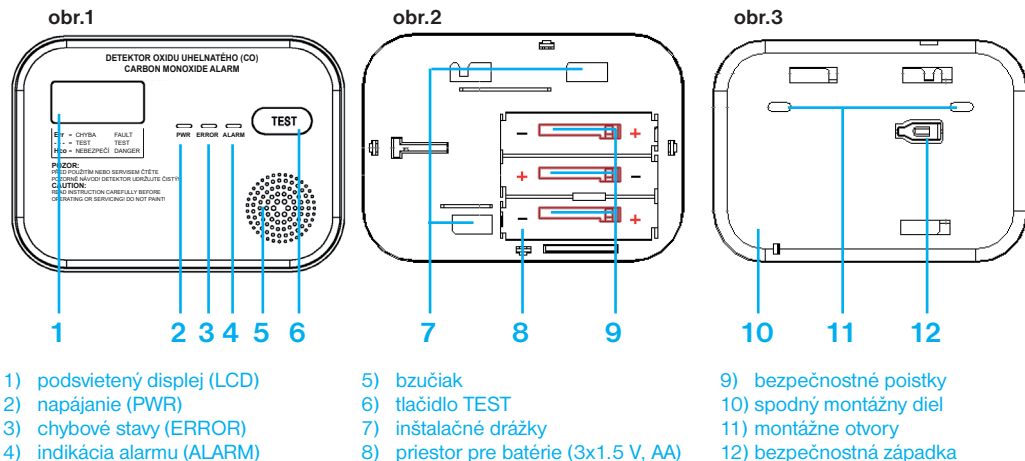 obr.1
DETEKTOR OXIDU UHELNATÉHO (CO)
CARBON MONOXIDE ALARM
Err = CHYBA FAULT
- - - = TEST TEST
Hco = NEBEZPEČÍ DANGER
PWR ERROR ALARM
TEST
POZOR:
PŘED POUŽITÍM NEBO SERVISEM ČTĚTE
POZORNĚ NÁVOD! DETEKTOR UDRŽUJTE ČISTÝ!
CAUTION:
READ INSTRUCTION CAREFULLY BEFORE
OPERATING OR SERVICING! DO NOT PAINT!
1 2 3 4 5 6
obr.2
− +
+ −
− +
7 8 9
obr.3
10 11 12
1) podsvietený displej (LCD)
2) napájanie (PWR)
3) chybové stavy (ERROR)
4) indikácia alarmu (ALARM)
5) bzučiak
6) tlačidlo TEST
7) inštalačné drážky
8) priestor pre batérie (3x1.5 V, AA)
9) bezpečnostné poistky
10) spodný montážny diel
11) montážne otvory
12) bezpečnostná západka